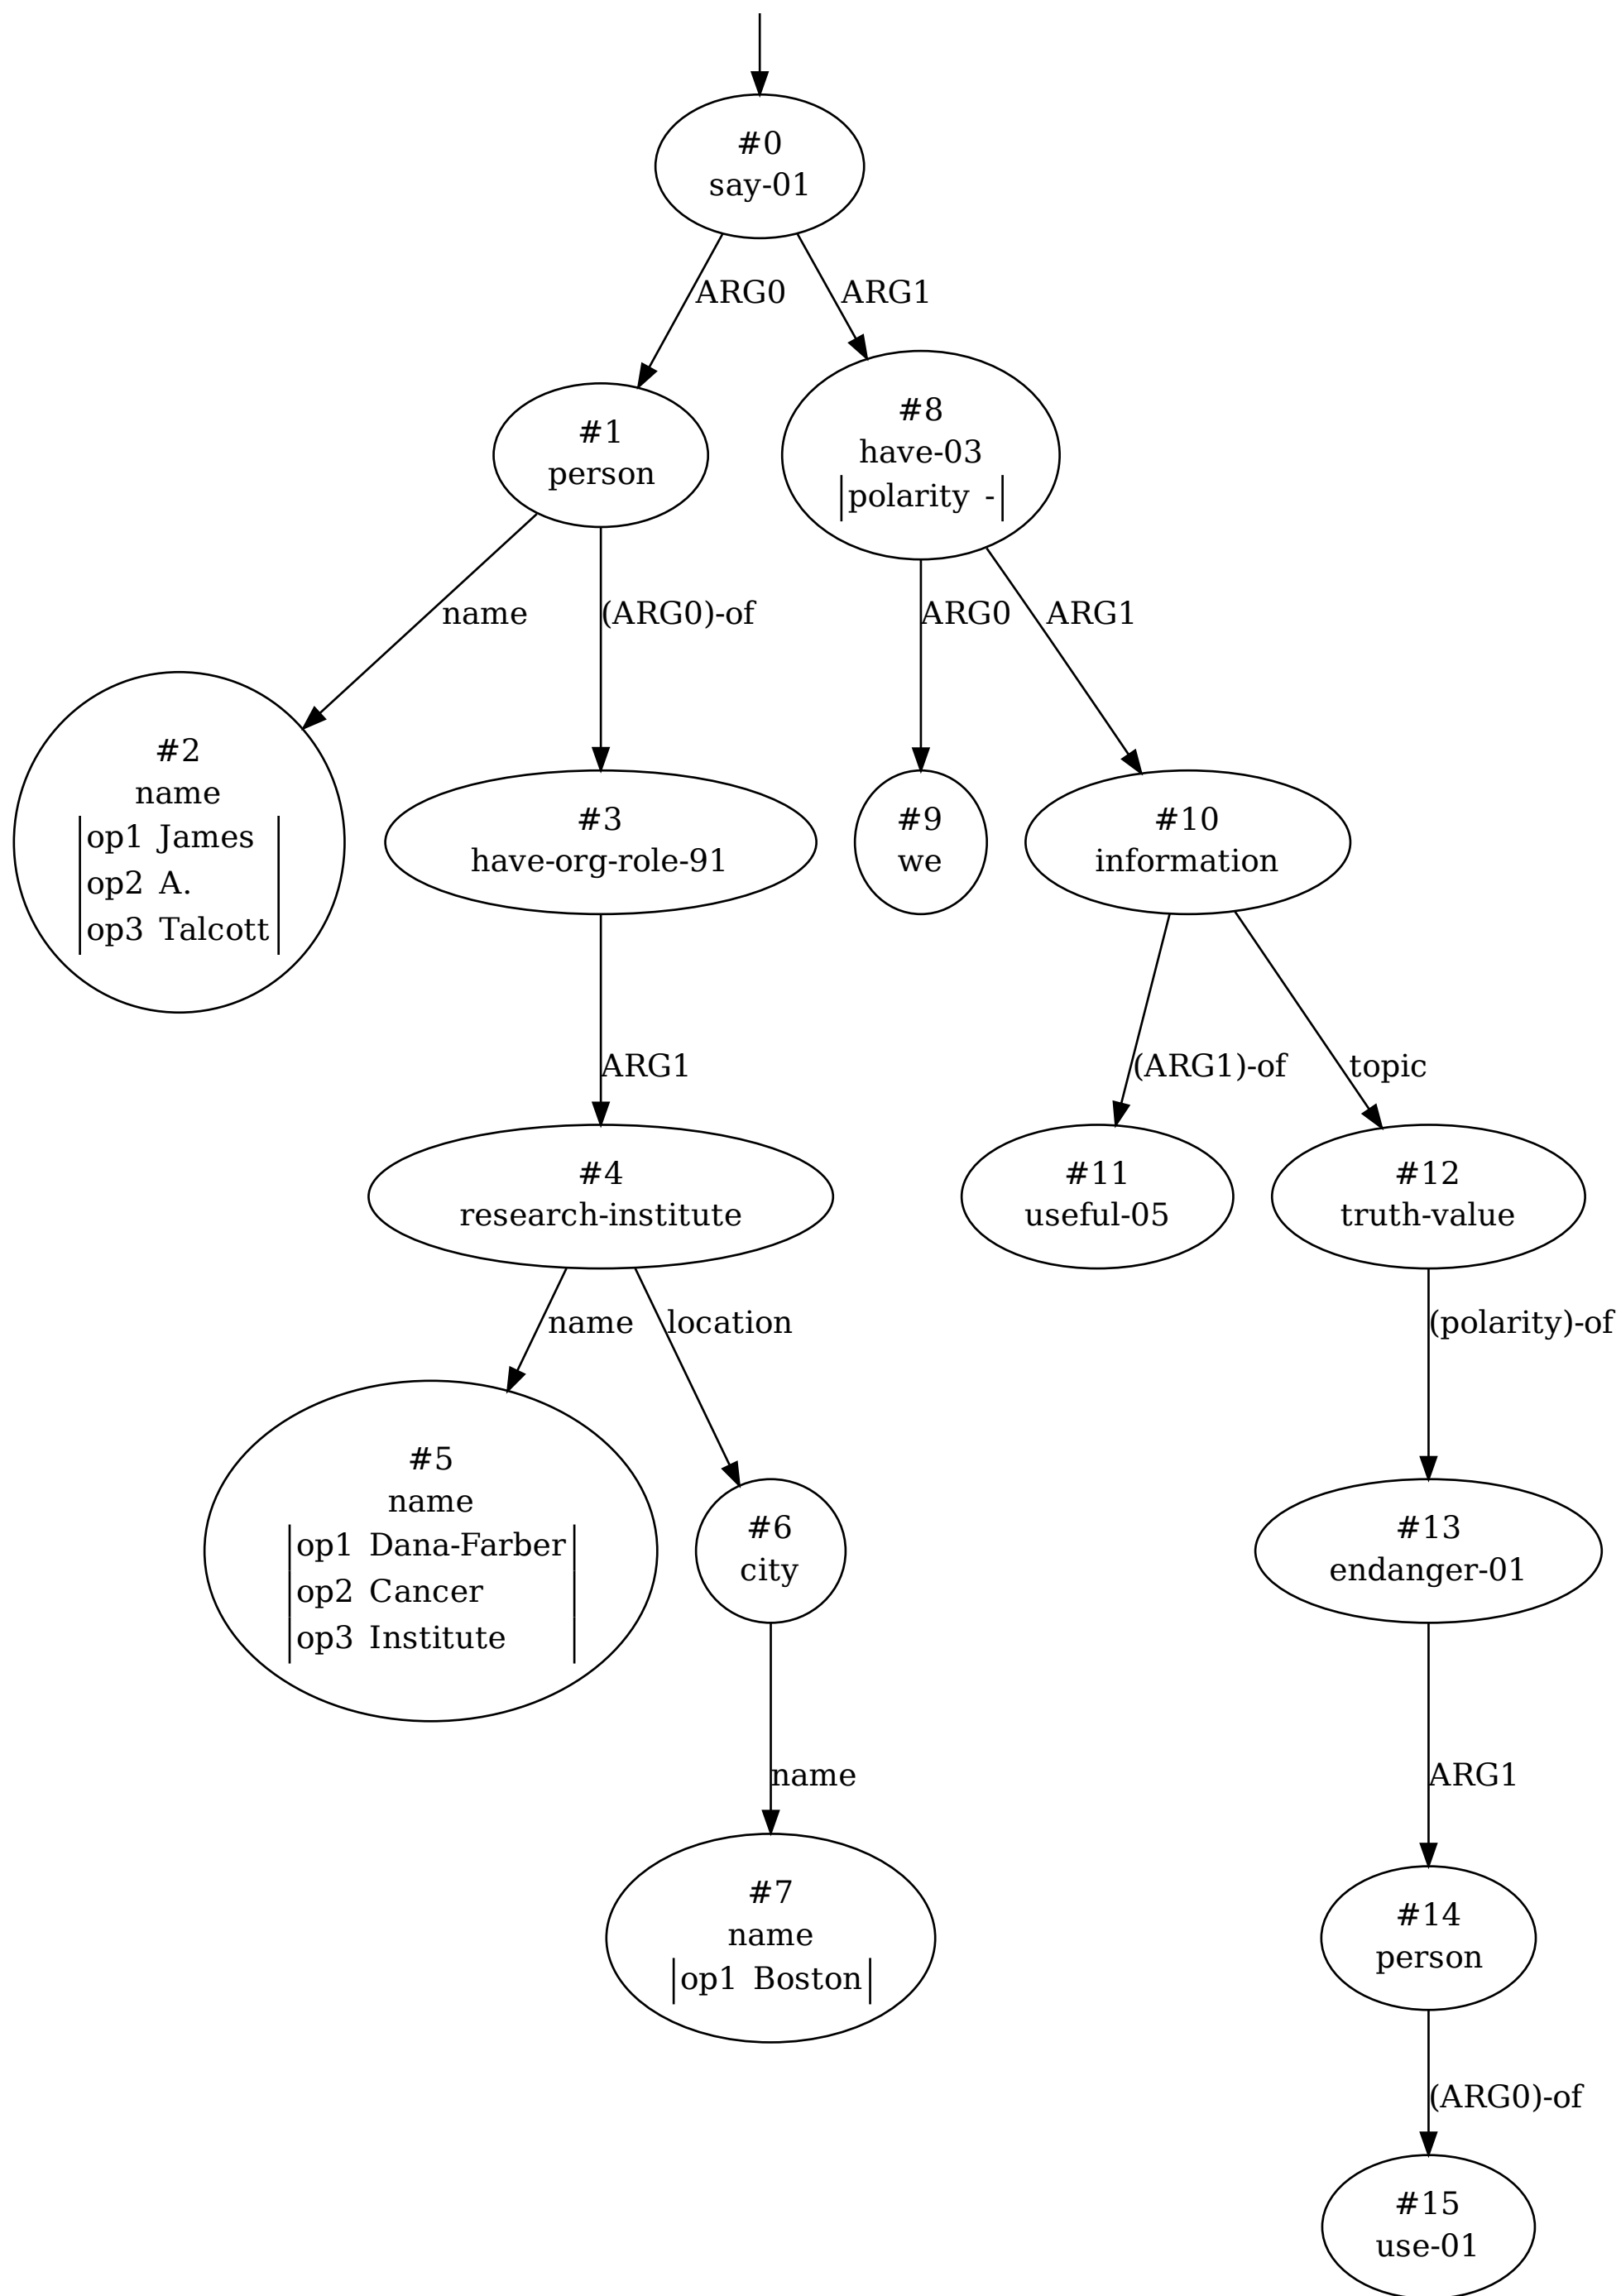 #0
say-01
ARG0
ARG1
#1
person
#8
have-03
polarity -
name
(ARG0)-of
ARG0
ARG1
#2
name
op1 James
op2 A.
op3 Talcott
#3
have-org-role-91
#9
we
#10
information
ARG1
(ARG1)-of
topic
#4
research-institute
#11
useful-05
#12
truth-value
name
location
(polarity)-of
#5
name
op1 Dana-Farber
op2 Cancer
op3 Institute
#6
city
#13
endanger-01
name
ARG1
#7
name
op1 Boston
#14
person
(ARG0)-of
#15
use-01